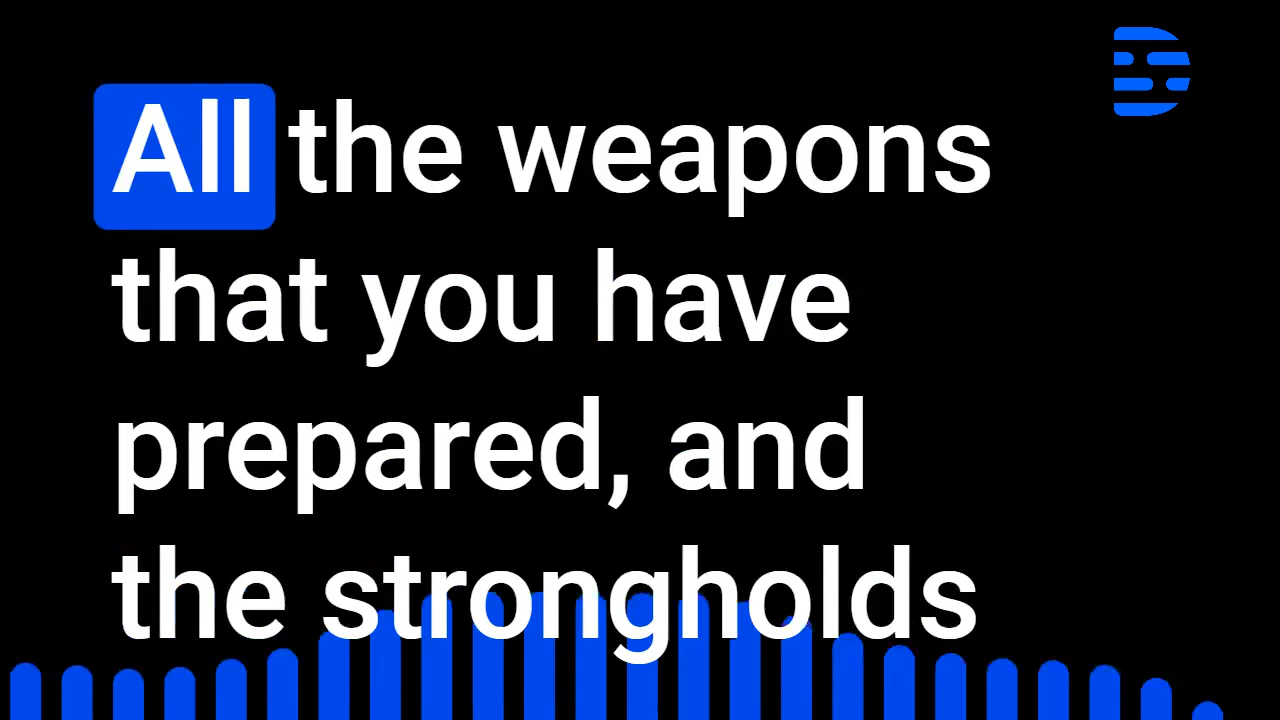 All the weapons
that you have
prepared, and
the strongholds